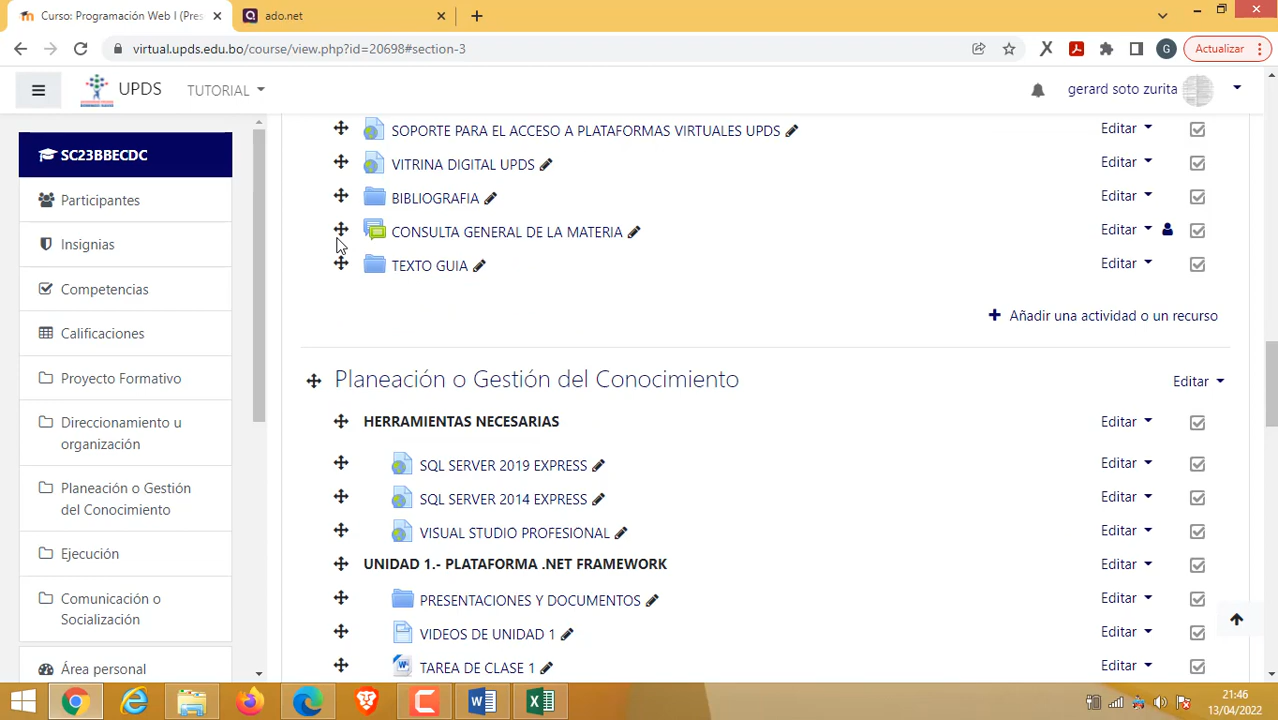 Curso: Programación Web I (Pres
ado.net
virtual.upds.edu.bo/course/view.php?id=20698#section-3
G
Actualizar
UPDS
TUTORIAL
gerard soto zurita
SC23BBECDC
Participantes
Insignias
Competencias
Calificaciones
Proyecto Formativo
Direccionamiento u
organización
Planeación o Gestión
del Conocimiento
Ejecución
Comunicación o
Socialización
Área personal
SOPORTE PARA EL ACCESO A PLATAFORMAS VIRTUALES UPDS Editar
VITRINA DIGITAL UPDS Editar
BIBLIOGRAFIA Editar
CONSULTA GENERAL DE LA MATERIA Editar
TEXTO GUIA Editar
Añadir una actividad o un recurso
Planeación o Gestión del Conocimiento Editar
HERRAMIENTAS NECESARIAS Editar
SQL SERVER 2019 EXPRESS Editar
SQL SERVER 2014 EXPRESS Editar
VISUAL STUDIO PROFESIONAL Editar
UNIDAD 1.- PLATAFORMA .NET FRAMEWORK Editar
PRESENTACIONES Y DOCUMENTOS Editar
VIDEOS DE UNIDAD 1 Editar
TAREA DE CLASE 1 Editar
21:46
13/04/2022